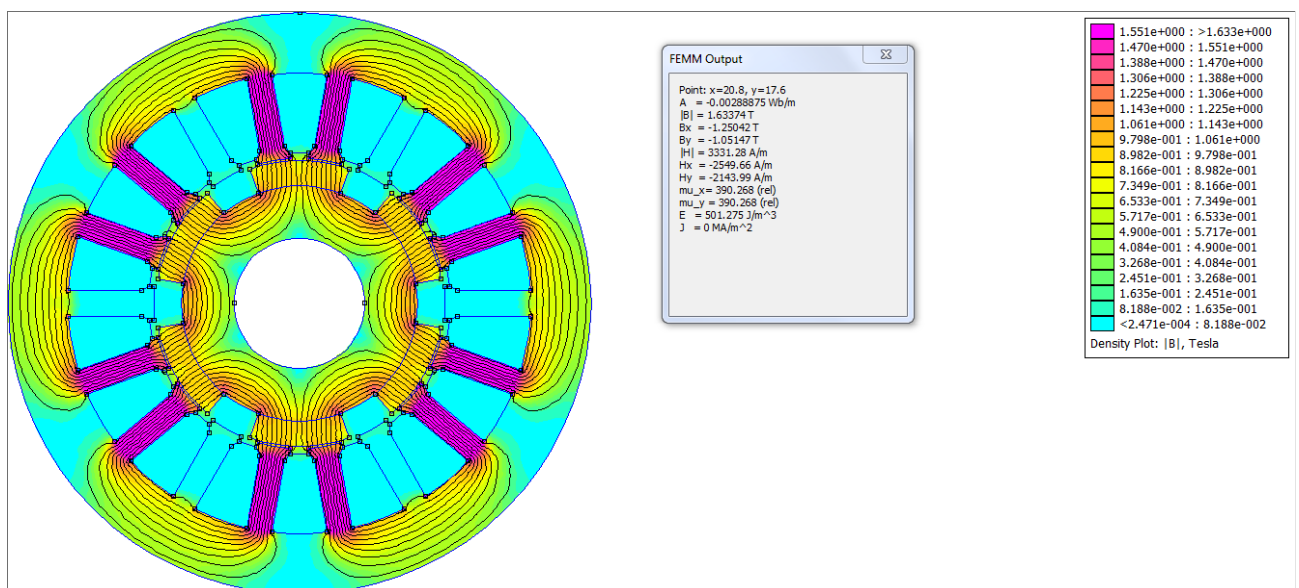 FEMM Output
Point: x=20.8, y=17.6
A = -0.00288875 Wb/m
|B| = 1.63374 T
Bx = -1.25042 T
By = -1.05147 T
|H| = 3331.28 A/m
Hx = -2549.66 A/m
Hy = -2143.99 A/m
mu_x= 390.268 (rel)
mu_y = 390.268 (rel)
E = 501.275 J/m^3
J = 0 MA/m^2
1.551e+000 : >1.633e+000
1.470e+000 : 1.551e+000
1.388e+000 : 1.470e+000
1.306e+000 : 1.388e+000
1.225e+000 : 1.306e+000
1.143e+000 : 1.225e+000
1.061e+000 : 1.143e+000
9.798e-001 : 1.061e+000
8.982e-001 : 9.798e-001
8.166e-001 : 8.982e-001
7.349e-001 : 8.166e-001
6.533e-001 : 7.349e-001
5.717e-001 : 6.533e-001
4.900e-001 : 5.717e-001
4.084e-001 : 4.900e-001
3.268e-001 : 4.084e-001
2.451e-001 : 3.268e-001
1.635e-001 : 2.451e-001
8.188e-002 : 1.635e-001
<2.471e-004 : 8.188e-002
Density Plot: |B|, Tesla